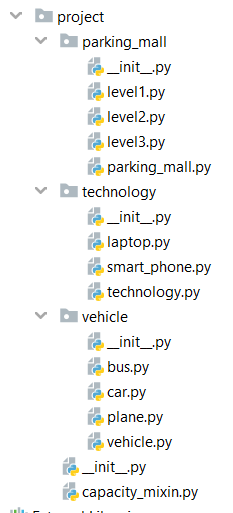 project
parking_mall
__init__.py
level1.py
level2.py
level3.py
parking_mall.py
technology
__init__.py
laptop.py
smart_phone.py
technology.py
vehicle
__init__.py
bus.py
car.py
plane.py
vehicle.py
__init__.py
capacity_mixin.py